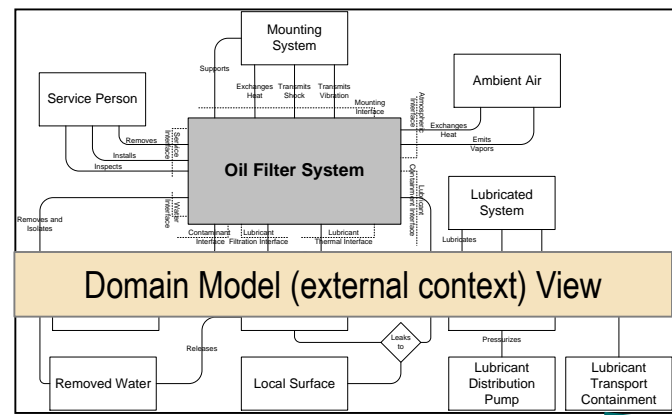 Mounting
System
Supports
Exchanges
Heat
Transmits
Shock
Transmits
Vibration
Mounting
Interface
Atmospheric
Interface
Ambient Air
Exchanges
Heat
Emits
Vapors
Service Person
Removes
Installs
Inspects
Service
Interface
Oil Filter System
Water
Interface
Removes and
Isolates
Contaminant
Interface
Lubricant
Filtration Interface
Lubricant
Thermal Interface
Lubricant
Containment Interface
Lubricated
System
Lubricates
Domain Model (external context) View
Releases
Leaks
to
Pressurizes
Removed Water
Local Surface
Lubricant
Distribution
Pump
Lubricant
Transport
Containment